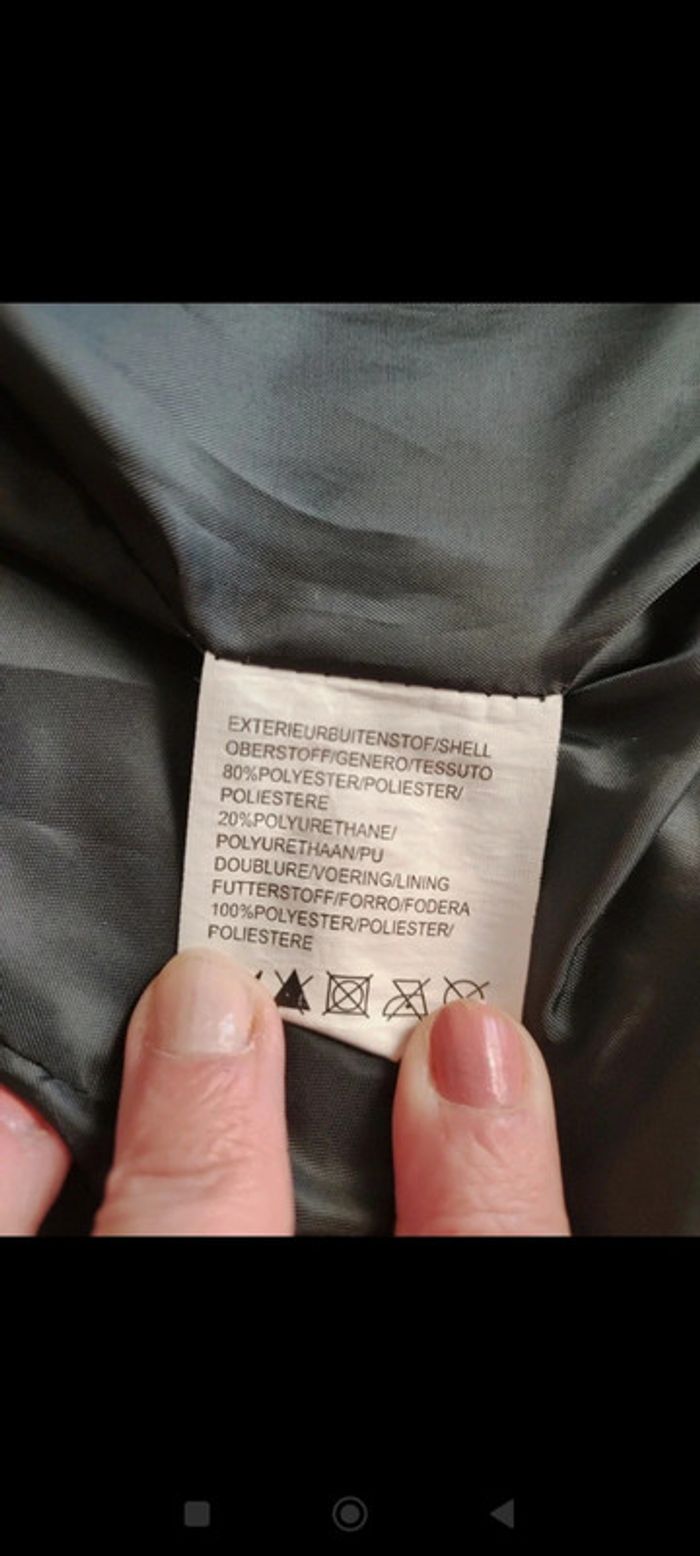 EXTERIEURBUITENSTOF/SHELL
OBERSTOFF/GENERO/TESSUTO
80%POLYESTER/POLIESTER/
POLIESTERE
20%POLYURETHANE/
POLYURETHAAN/PU
DOUBLURE/VOERING/LINING
FUTTERSTOFF/FORRO/FODERA
100%POLYESTER/POLIESTER/
POLIESTERE